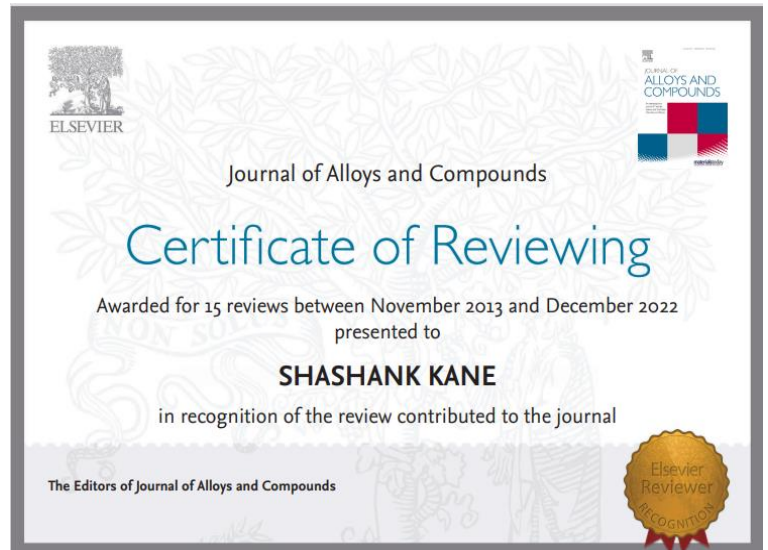 ELSEVIER
JOURNAL OF
ALLOYS AND
COMPOUNDS
Journal of Alloys and Compounds
Certificate of Reviewing
Awarded for 15 reviews between November 2013 and December 2022
presented to
NON SOLUS
SHASHANK KANE
in recognition of the review contributed to the journal
The Editors of Journal of Alloys and Compounds
Elsevier
Reviewer
RECOGNITION